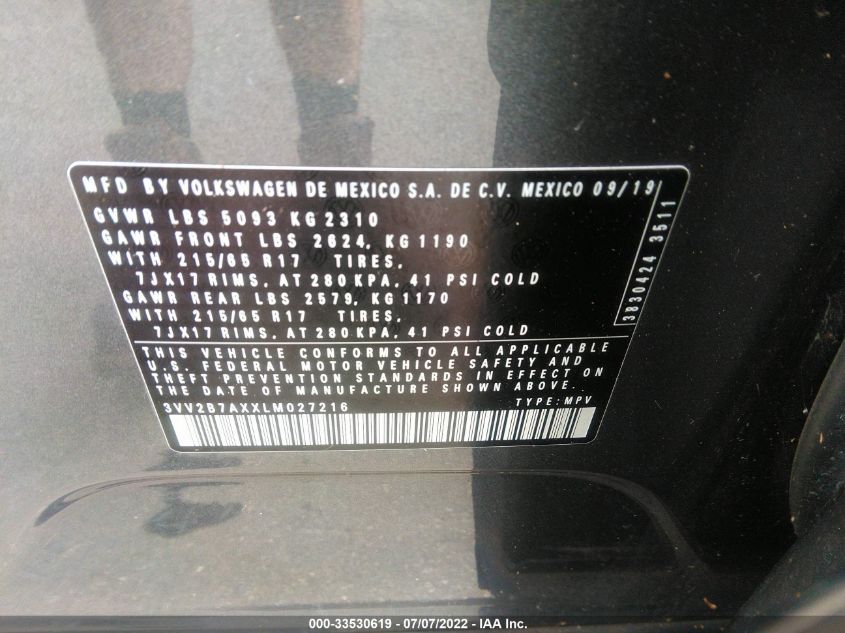 MFD BY VOLKSWAGEN DE MEXICO S.A. DE C.V. MEXICO 09/19
GVWR LBS 5093 KG 2310
GAWR FRONT LBS 2624, KG 1190
WITH 215/65 R17 TIRES,
7JX17 RIMS, AT 280 KPA, 41 PSI COLD
GAWR REAR LBS 2579, KG 1170
WITH 215/65 R17 TIRES,
7JX17 RIMS, AT 280 KPA, 41 PSI COLD
THIS VEHICLE CONFORMS TO ALL APPLICABLE
U.S. FEDERAL MOTOR VEHICLE SAFETY AND
THEFT PREVENTION STANDARDS IN EFFECT ON
THE DATE OF MANUFACTURE SHOWN ABOVE.
3VV2B7AXXLM027216 TYPE: MPV
3830424 3511
000-33530619 - 07/07/2022 - IAA Inc.